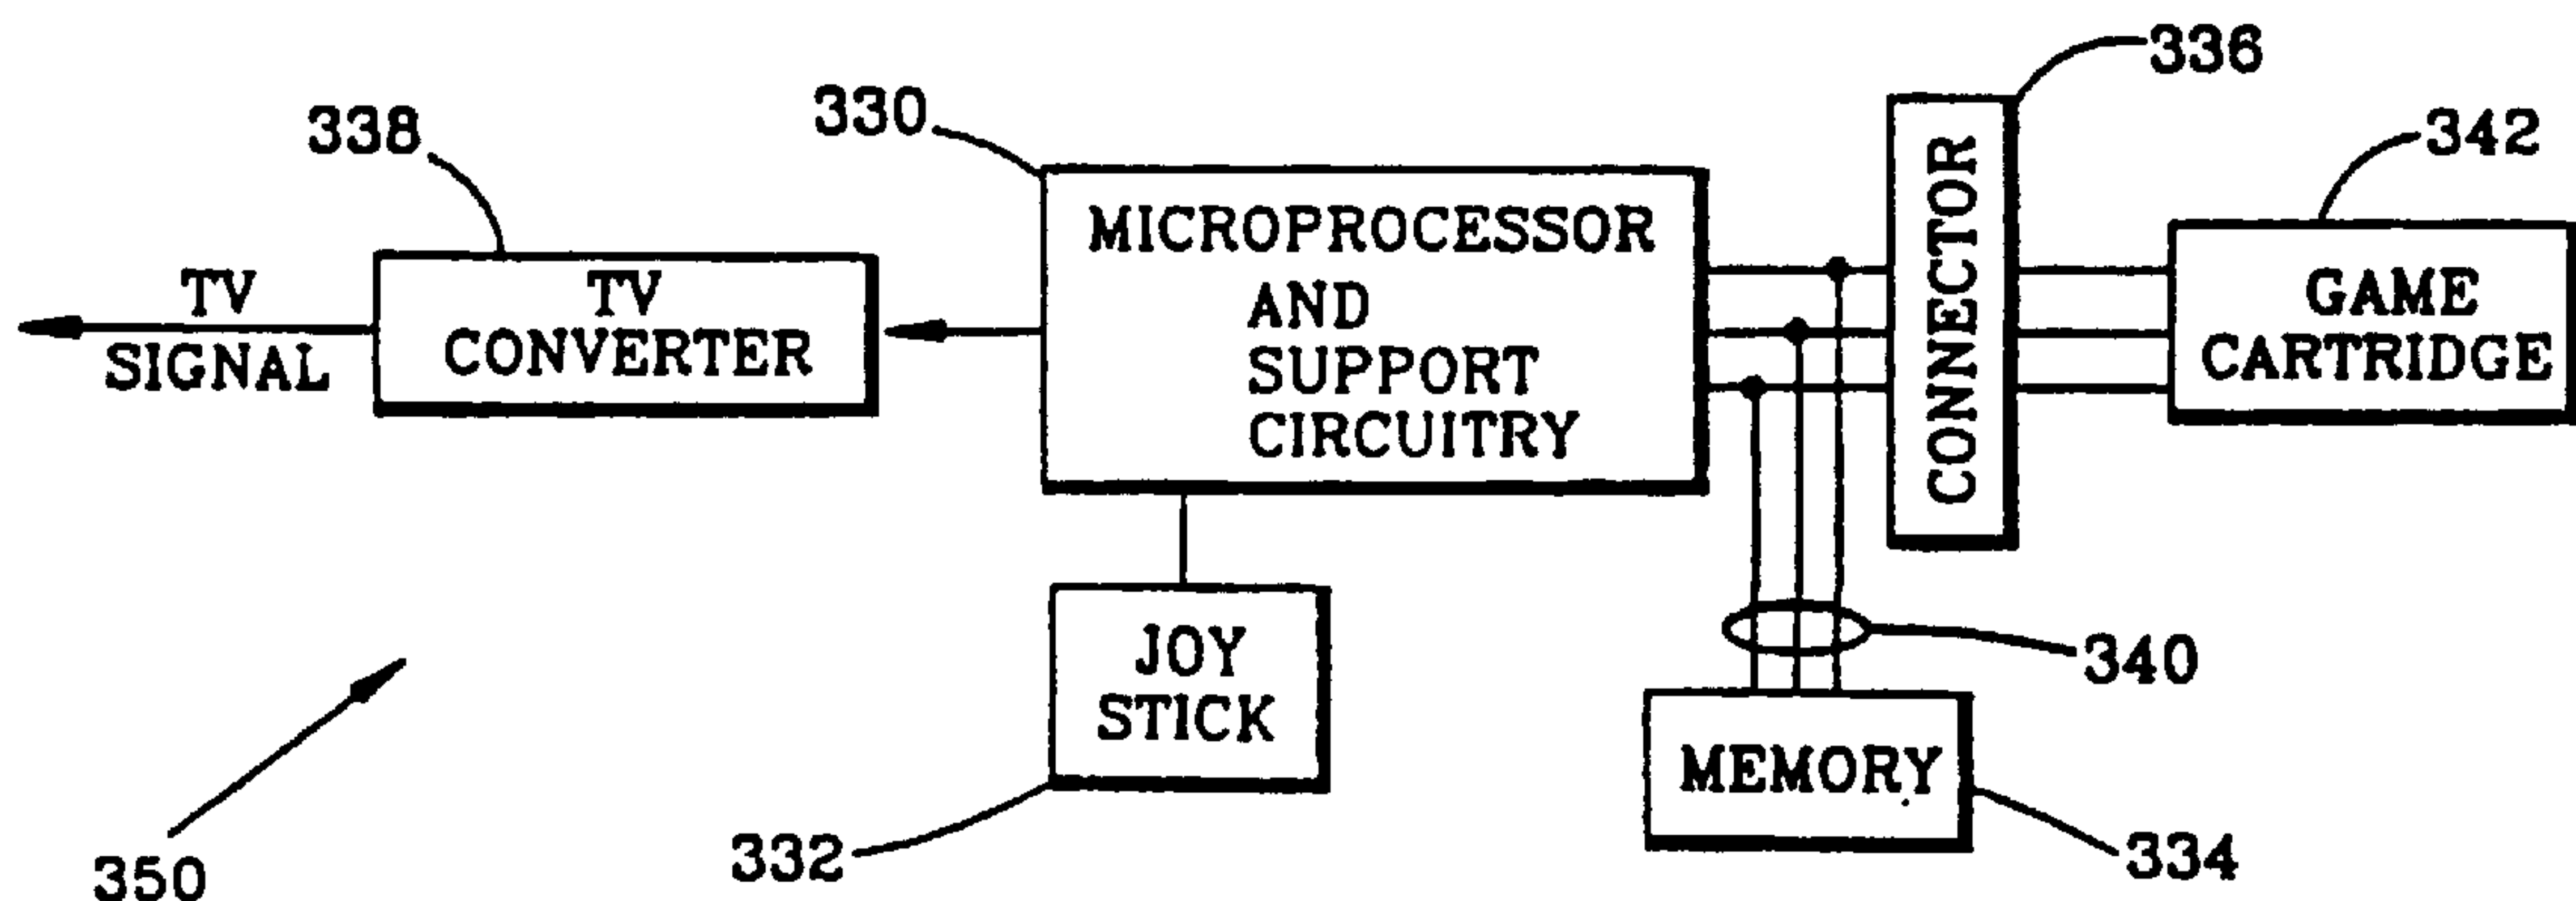 336
330
338
342
MICROPROCESSOR
AND
SUPPORT
CIRCUITRY
CONNECTOR
GAME
CARTRIDGE
TV
SIGNAL
TV
CONVERTER
JOY
STICK
340
MEMORY
332
334
350